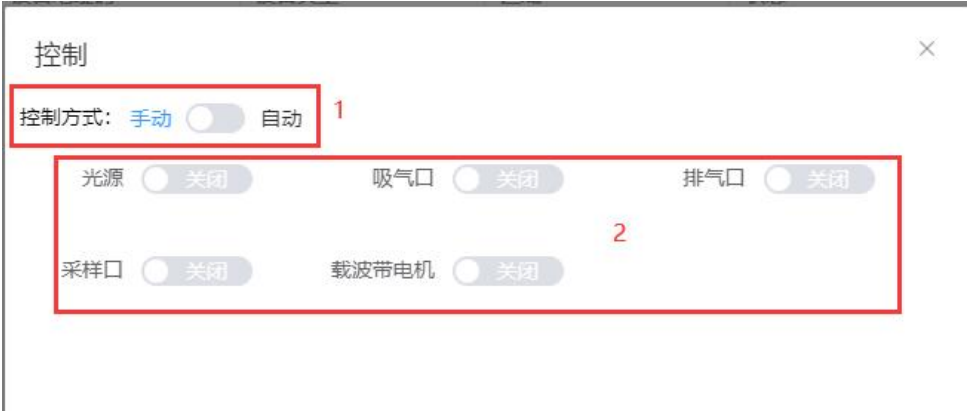 控制
控制方式： 手动 自动 1
光源 关闭 吸气口 关闭 排气口 关闭
2
采样口 关闭 载波带电机 关闭